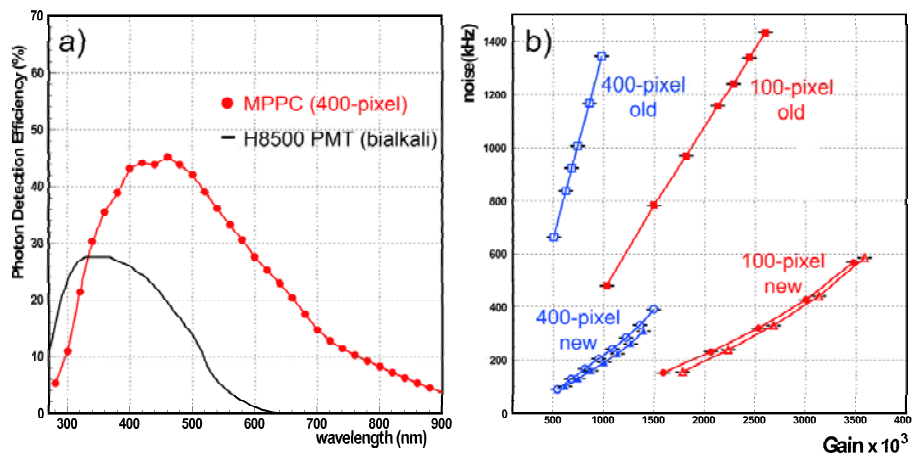 a)
Photon Detection Efficiency (%)
70
60
50
40
30
20
10
0
MPPC (400-pixel)
H8500 PMT (bialkali)
300 400 500 600 700 800 900
wavelength (nm)
b)
noise(kHz)
1400
1200
1000
800
600
400
200
0
400-pixel
old
100-pixel
old
100-pixel
new
400-pixel
new
500 1000 1500 2000 2500 3000 3500 400
Gain x 10³